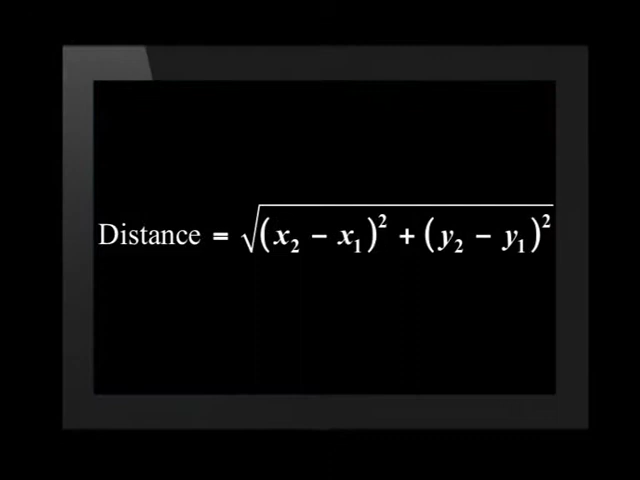 Distance = √(x₂ − x₁)² + (y₂ − y₁)²